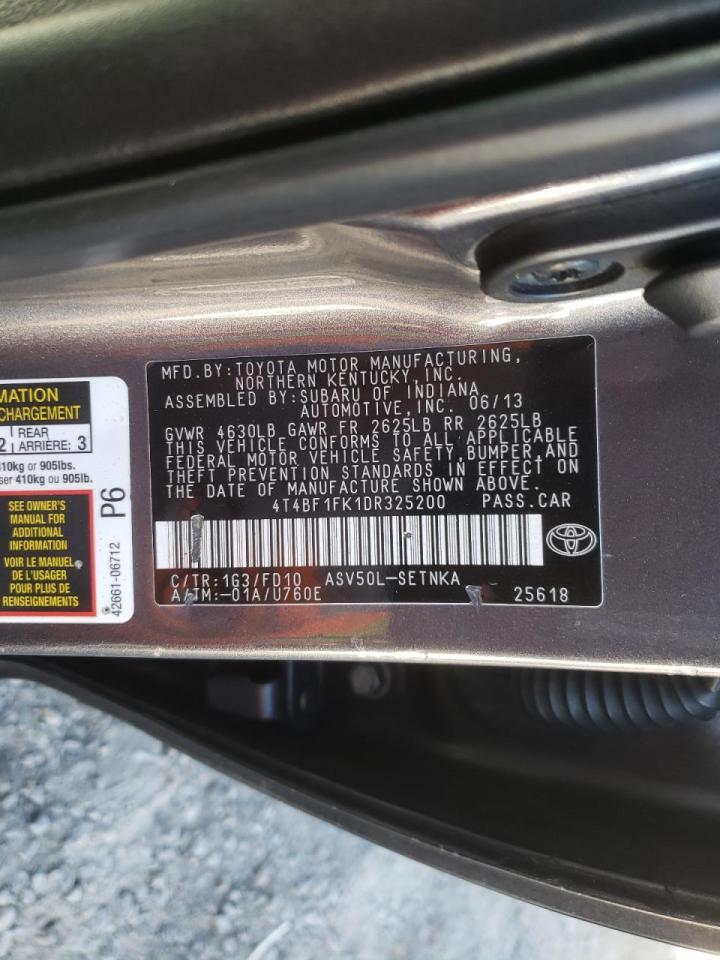 MFD.BY:TOYOTA MOTOR MANUFACTURING,
NORTHERN KENTUCKY,INC.
ASSEMBLED BY:SUBARU OF INDIANA
AUTOMOTIVE,INC. 06/13
GVWR 4630LB GAWR FR 2625LB RR 2625LB
THIS VEHICLE CONFORMS TO ALL APPLICABLE
FEDERAL MOTOR VEHICLE SAFETY,BUMPER,AND
THEFT PREVENTION STANDARDS IN EFFECT ON
THE DATE OF MANUFACTURE SHOWN ABOVE.
4T4BF1FK1DR325200 PASS.CAR
C/TR:1G3/FD10 ASV50L-SETNKA
A/TM:-01A/U760E 25618
MATION
CHARGEMENT
2 REAR
ARRIERE: 3
410kg or 905lbs.
ser 410kg ou 905lb.
SEE OWNER'S
MANUAL FOR
ADDITIONAL
INFORMATION
VOIR LE MANUEL
DE L'USAGER
POUR PLUS DE
RENSEIGNEMENTS
P6
42661-06712